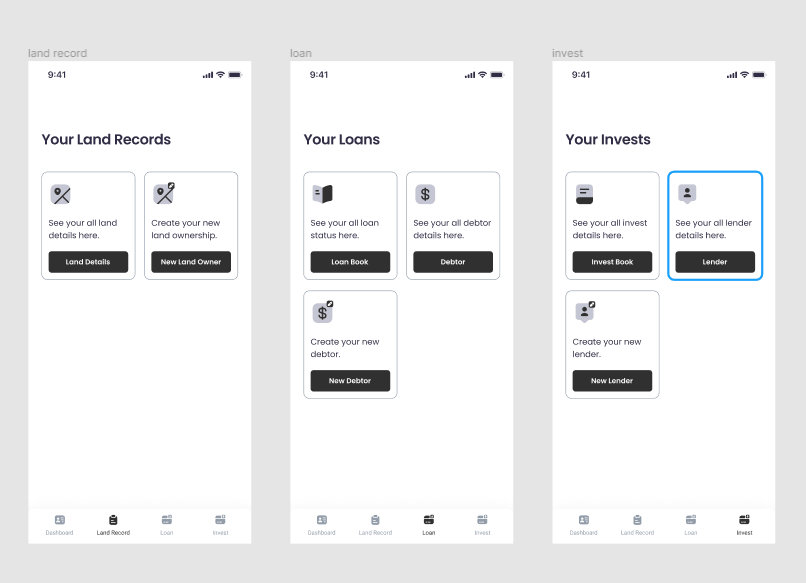 land record
9:41
Your Land Records
See your all land
details here.
Land Details
Create your new
land ownership.
New Land Owner
Dashboard
Land Record
Loan
Invest
loan
9:41
Your Loans
See your all loan
status here.
Loan Book
See your all debtor
details here.
Debtor
Create your new
debtor.
New Debtor
Dashboard
Land Record
Loan
Invest
invest
9:41
Your Invests
See your all invest
details here.
Invest Book
See your all lender
details here.
Lender
Create your new
lender.
New Lender
Dashboard
Land Record
Loan
Invest